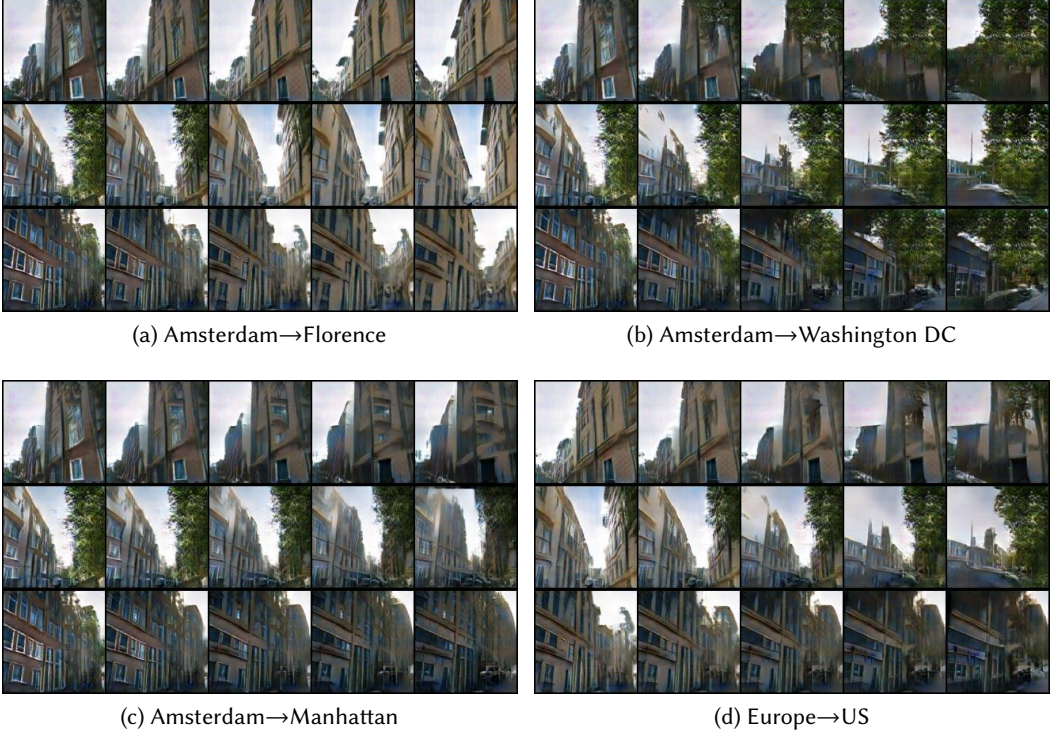 (a) Amsterdam→Florence
(b) Amsterdam→Washington DC
(c) Amsterdam→Manhattan
(d) Europe→US